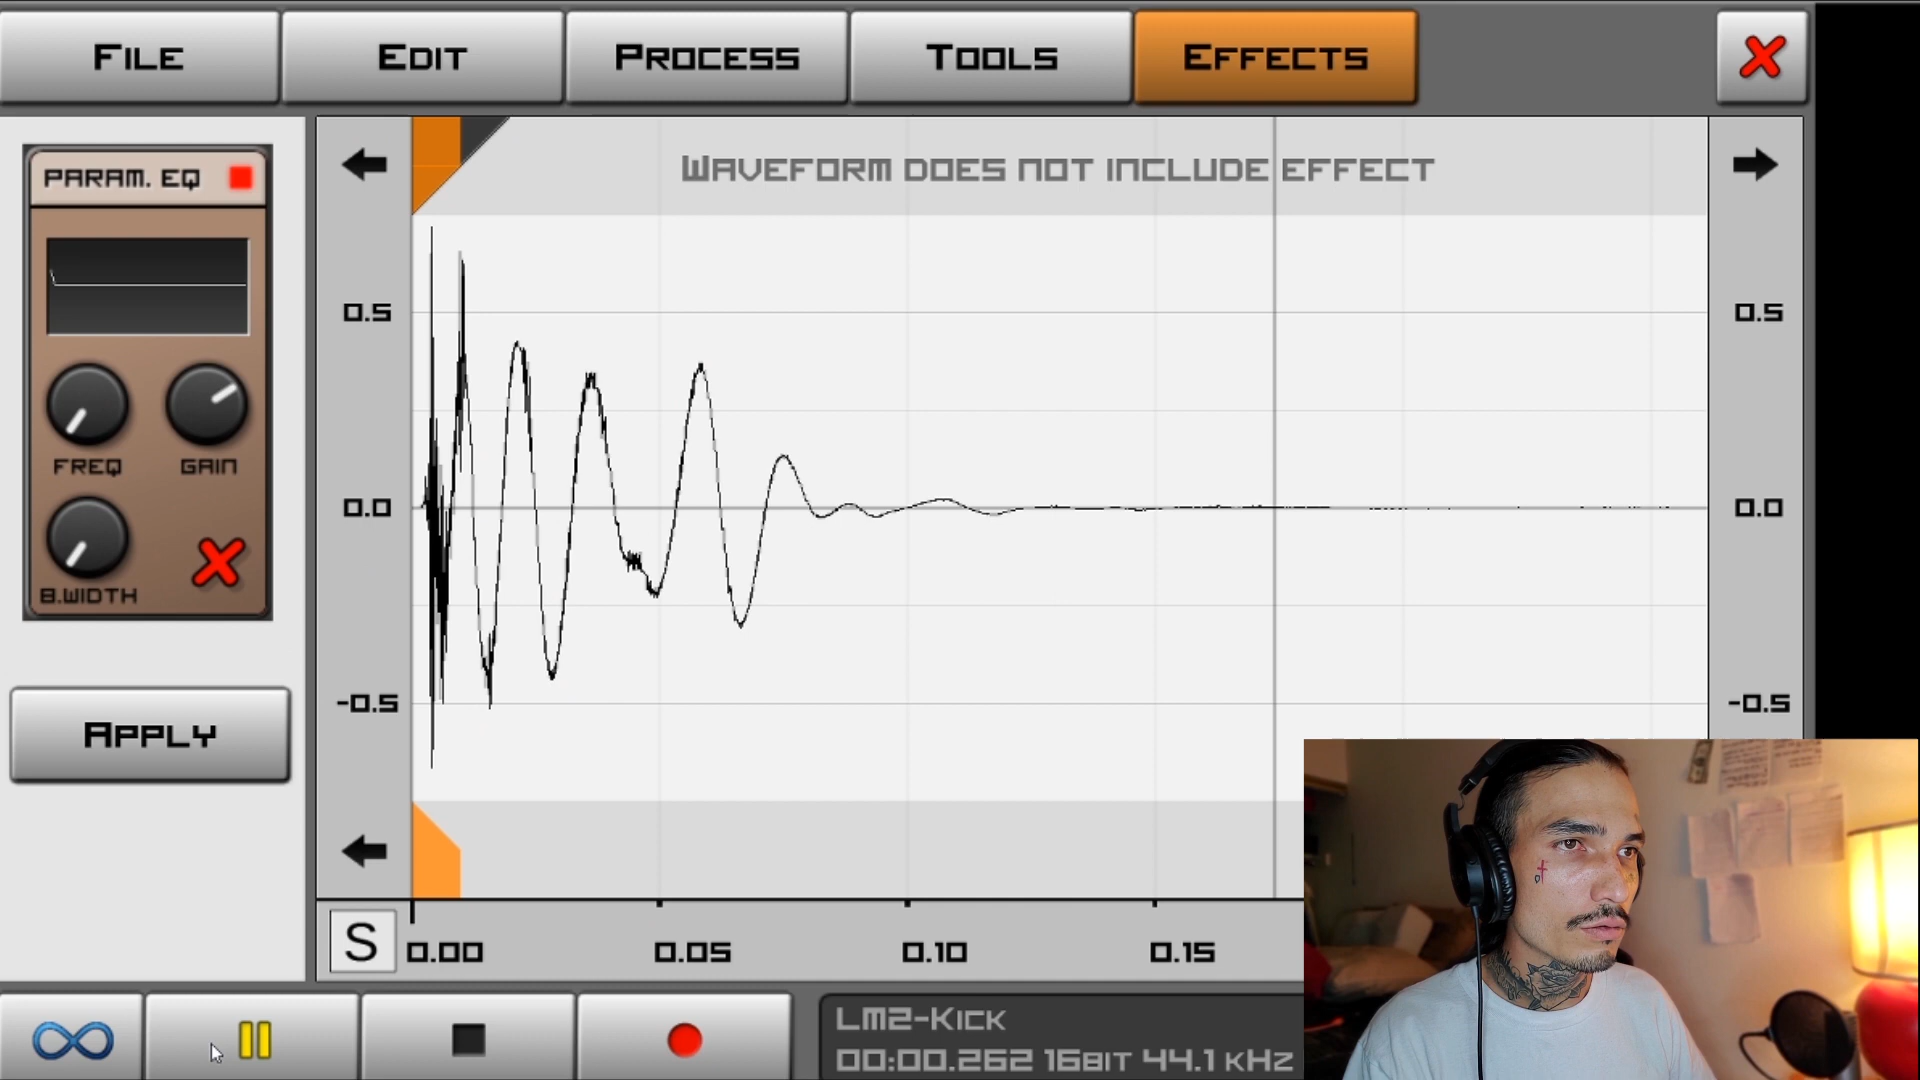 File
Edit
Process
Tools
Effects
PARAM. EQ
FREQ
GAIN
B.WIDTH
Apply
Waveform does not include effect
0.5
0.0
-0.5
0.5
0.0
-0.5
S
0.00
0.05
0.10
0.15
LM2-Kick
00:00.262 16bit 44.1 kHz